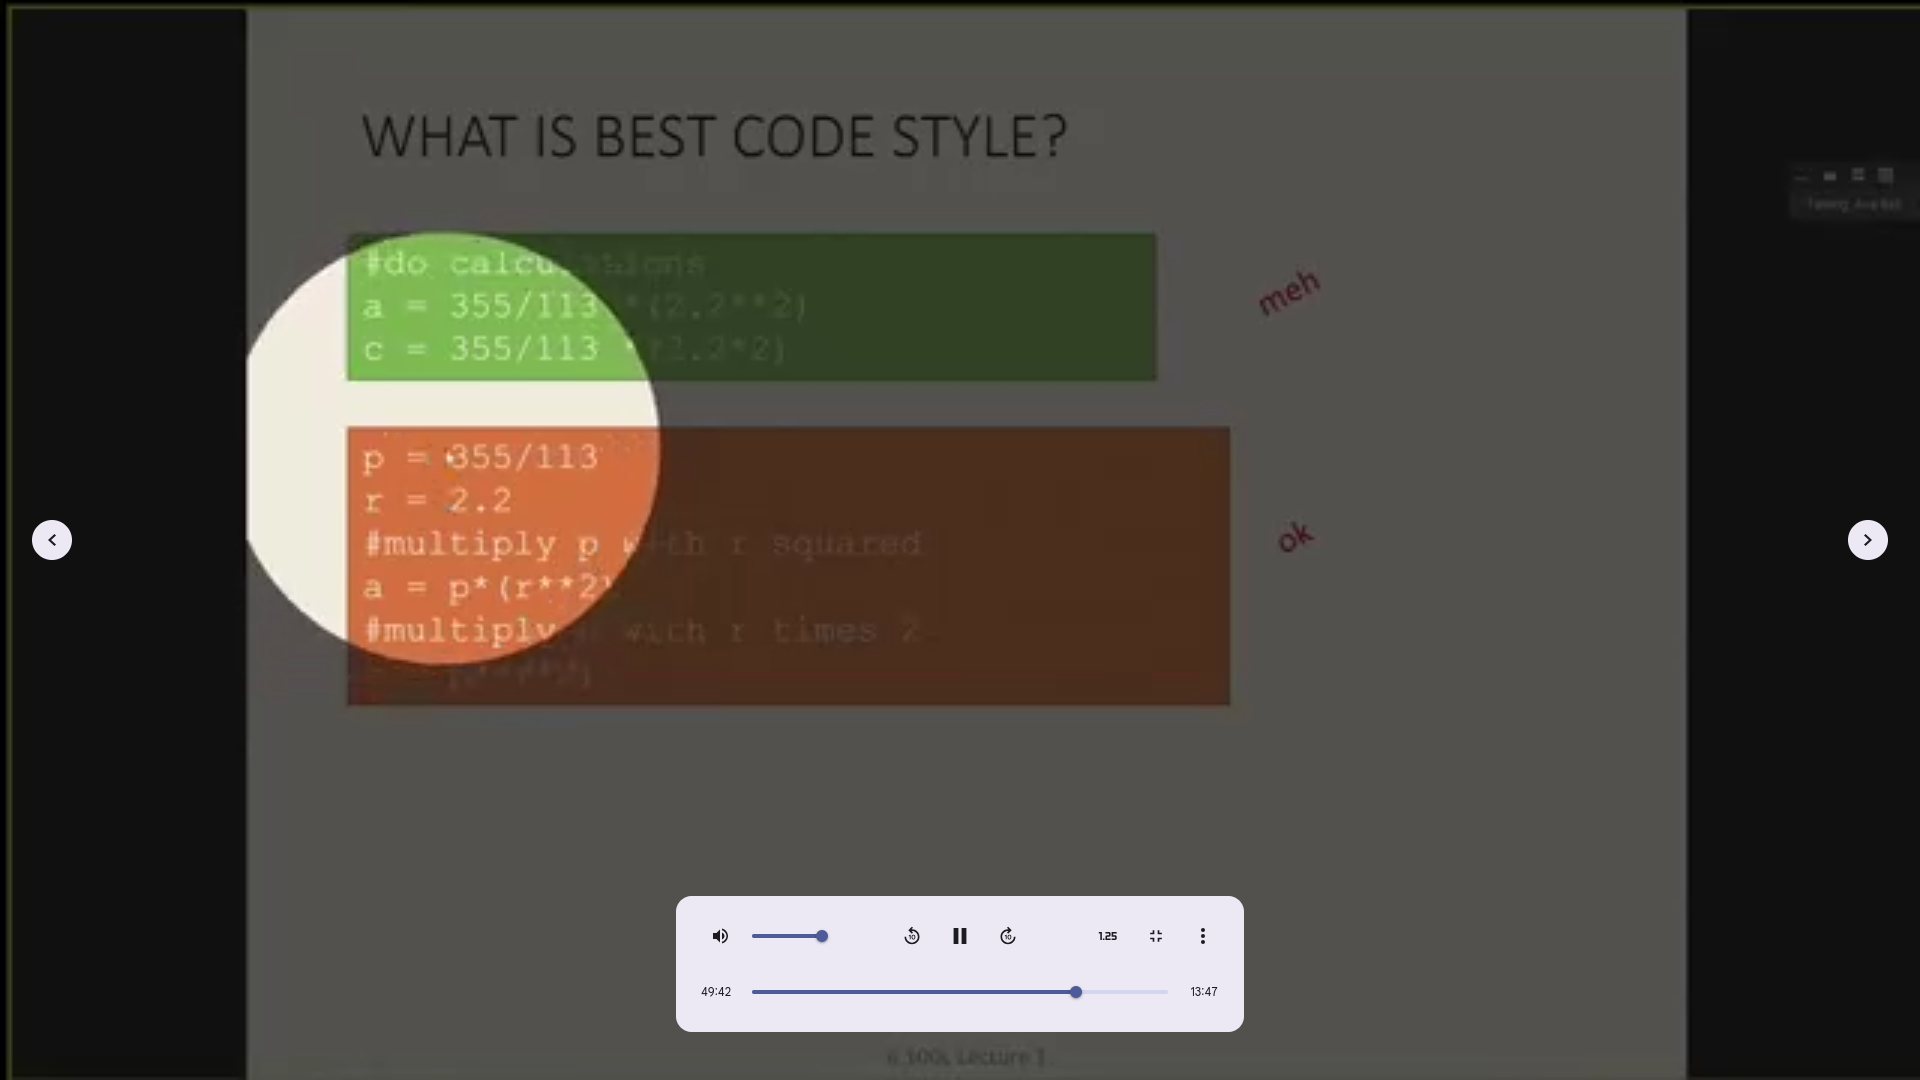 WHAT IS BEST CODE STYLE?
#do calculations
a = 355/113 *(2.2**2)
c = 355/113 *(2.2*2)
meh
p = 355/113
r = 2.2
#multiply p with r squared
a = p*(r**2)
#multiply with r times 2
ok
1.25
49:42
13:47
6.100L Lecture 1